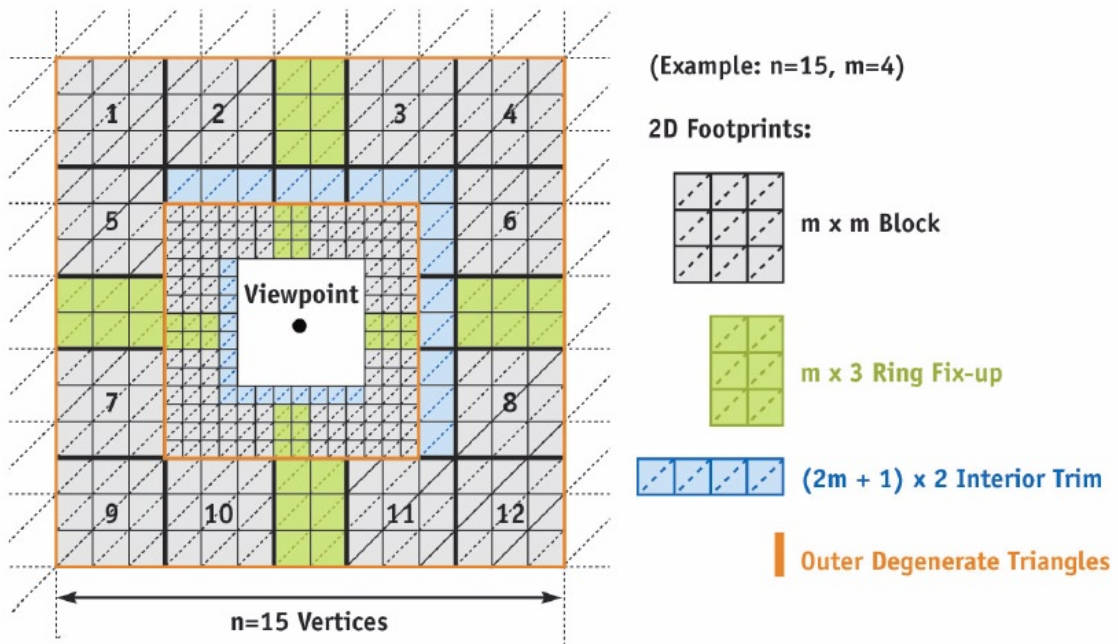 (Example: n=15, m=4)
2D Footprints:
1 2 3 4
5 6
m x m Block
Viewpoint
m x 3 Ring Fix-up
7 8
(2m + 1) x 2 Interior Trim
9 10 11 12
Outer Degenerate Triangles
n=15 Vertices